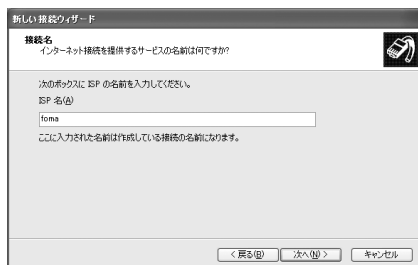 新しい接続ウィザード
接続名
インターネット接続を提供するサービスの名前は何ですか?
次のボックスに ISP の名前を入力してください。
ISP 名(A)
foma
ここに入力された名前は作成している接続の名前になります。
< 戻る(B)
次へ(N) >
キャンセル